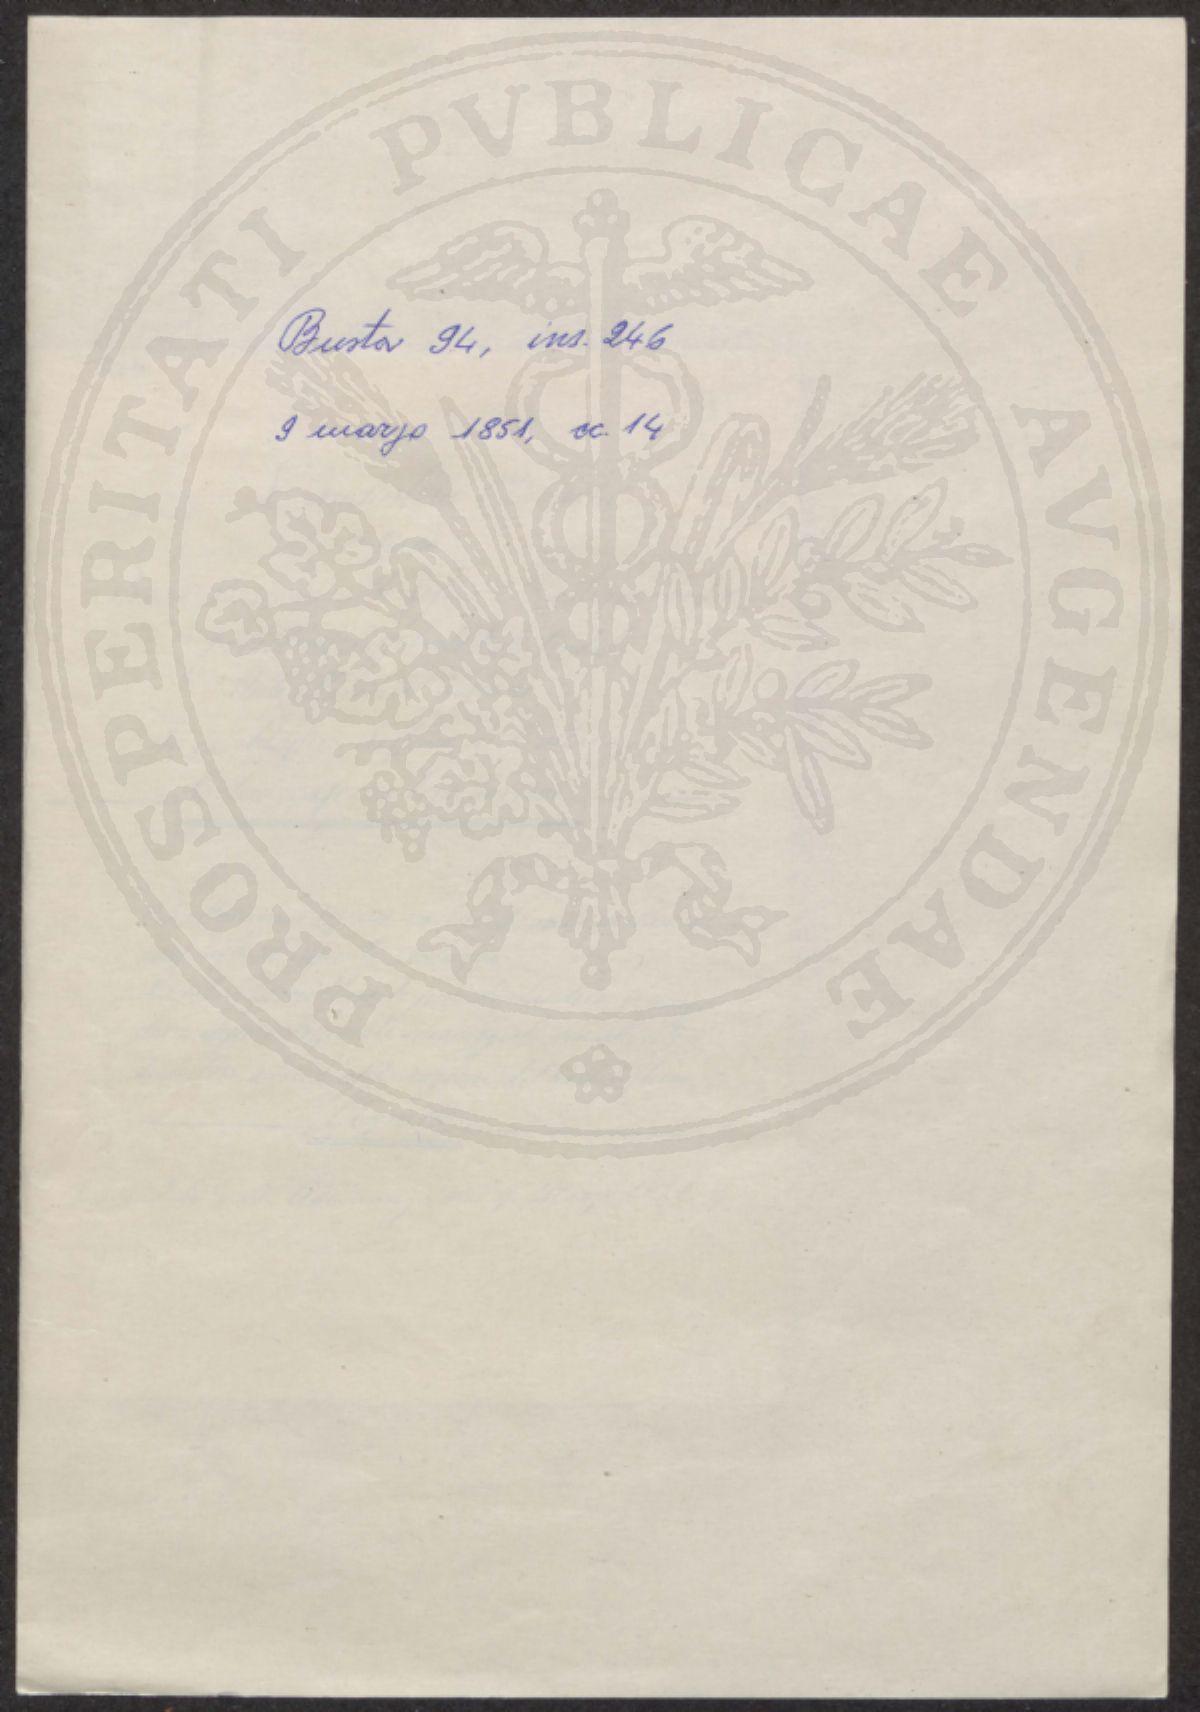 PROSPERITATI PVBLICAE AVGENDAE
Busta 94, ins. 246
9 marzo 1851, cc. 14